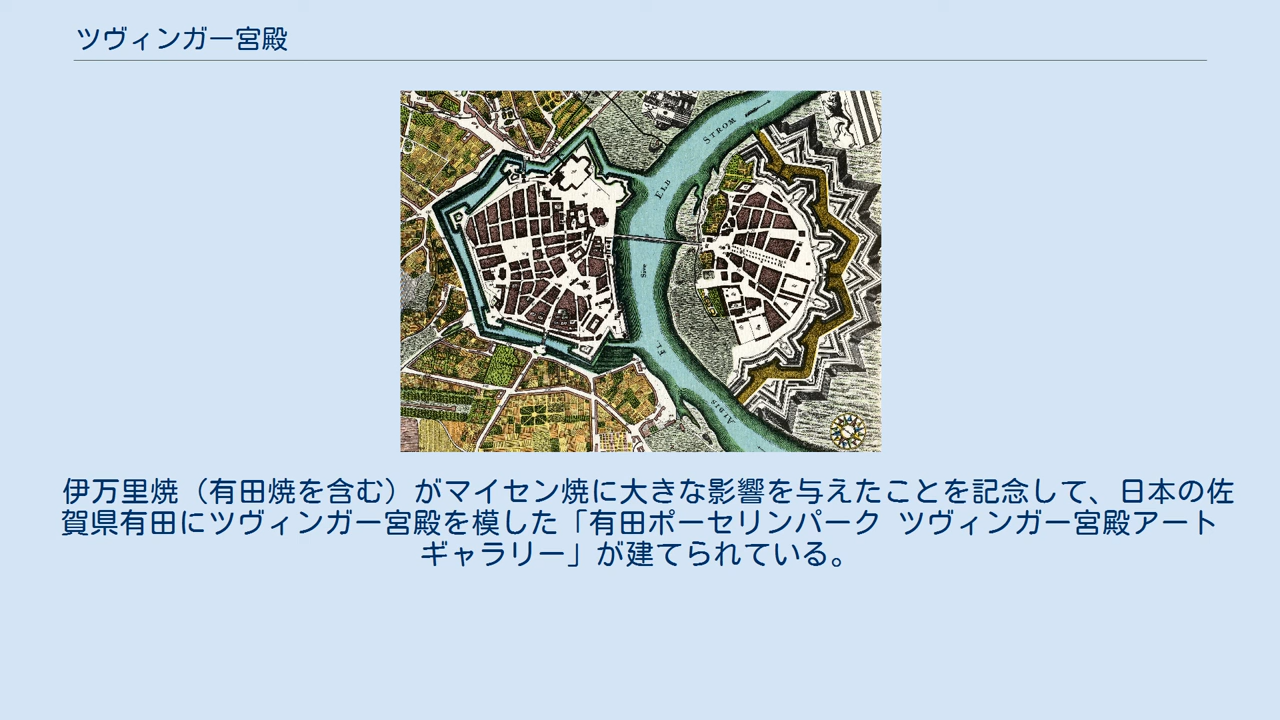 ツヴィンガー宮殿
STROM
ELB
EL
ALBIS
伊万里焼（有田焼を含む）がマイセン焼に大きな影響を与えたことを記念して、日本の佐
賀県有田にツヴィンガー宮殿を模した「有田ポーセリンパーク ツヴィンガー宮殿アート
ギャラリー」が建てられている。